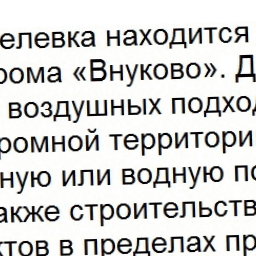 елевка находится
рома «Внуково». Д
воздушных подход
ромной территори
ную или водную по
акже строительств
ктов в пределах пр